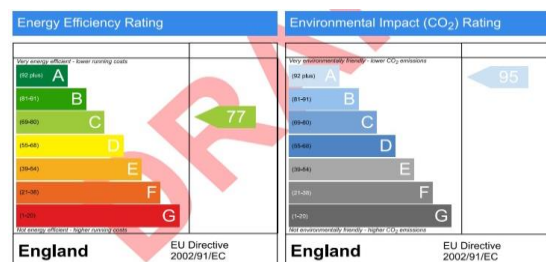 Energy Efficiency Rating
Very energy efficient - lower running costs
(92 plus) A
(81-91) B
(69-80) C
(55-68) D
(39-54) E
(21-38) F
(1-20) G
77
Not energy efficient - higher running costs
England
EU Directive
2002/91/EC
Environmental Impact (CO₂) Rating
Very environmentally friendly - lower CO₂ emissions
(92 plus) A
(81-91) B
(69-80) C
(55-68) D
(39-54) E
(21-38) F
(1-20) G
95
Not environmentally friendly - higher CO₂ emissions
England
EU Directive
2002/91/EC